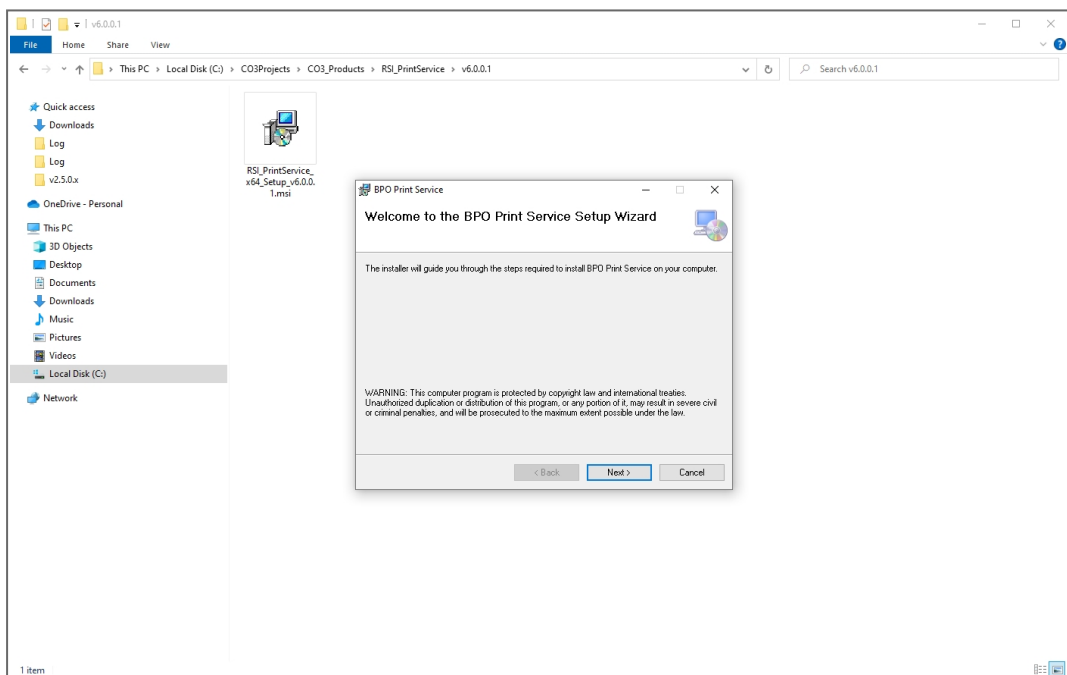 v6.0.0.1
File Home Share View
This PC > Local Disk (C:) > CO3Projects > CO3_Products > RSI_PrintService > v6.0.0.1
Search v6.0.0.1
Quick access
Downloads
Log
Log
v2.5.0.x
OneDrive - Personal
This PC
3D Objects
Desktop
Documents
Downloads
Music
Pictures
Videos
Local Disk (C:)
Network
RSI_PrintService_
x64_Setup_v6.0.0.
1.msi
BPO Print Service
Welcome to the BPO Print Service Setup Wizard
The installer will guide you through the steps required to install BPO Print Service on your computer.
WARNING: This computer program is protected by copyright law and international treaties.
Unauthorized duplication or distribution of this program, or any portion of it, may result in severe civil
or criminal penalties, and will be prosecuted to the maximum extent possible under the law.
< Back Next > Cancel
1 item